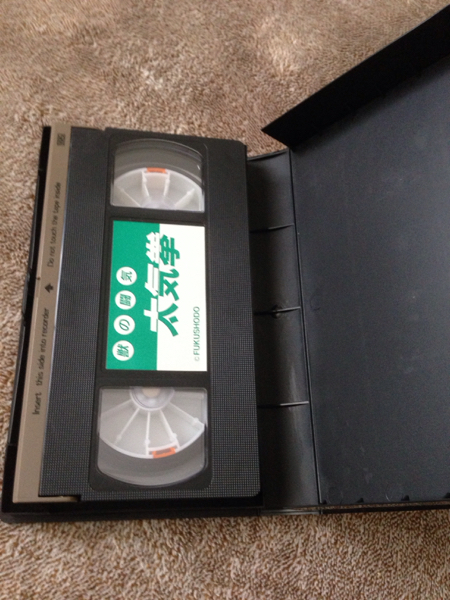 獣の闘気
太気拳
©FUKUSHODO
Insert this side into recorder
Do not touch the tape inside